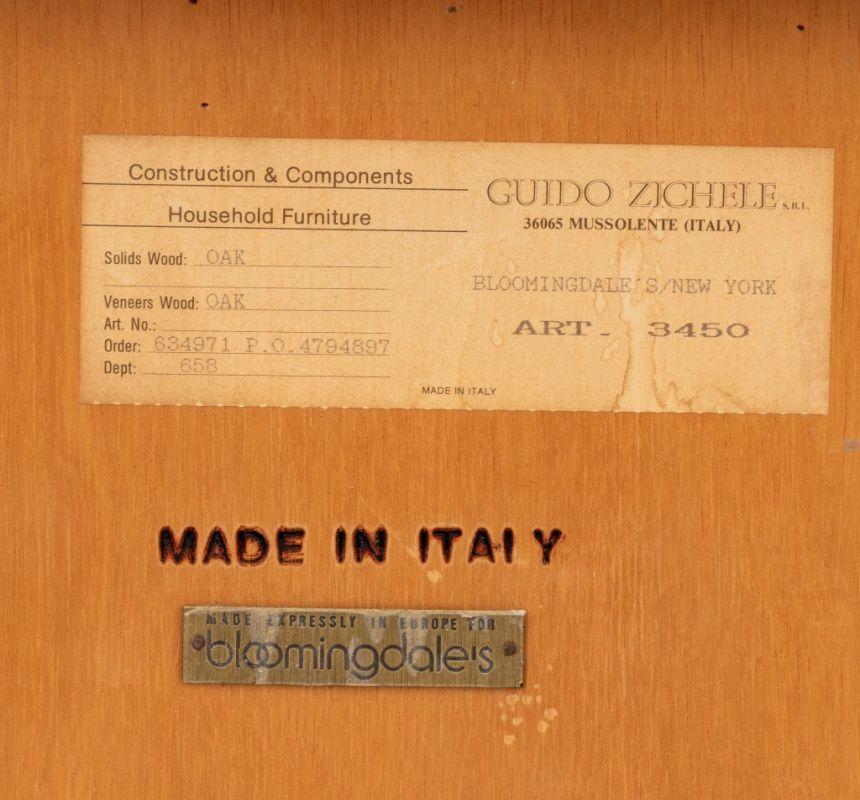 Construction & Components
Household Furniture
Solids Wood: OAK
Veneers Wood: OAK
Art. No.:
Order: 634971 P.O.4794897
Dept: 658
GUIDO ZICHELE S.R.L.
36065 MUSSOLENTE (ITALY)
BLOOMINGDALE'S/NEW YORK
ART. 3450
MADE IN ITALY
MADE IN ITALY
MADE EXPRESSLY IN EUROPE FOR
bloomingdale's